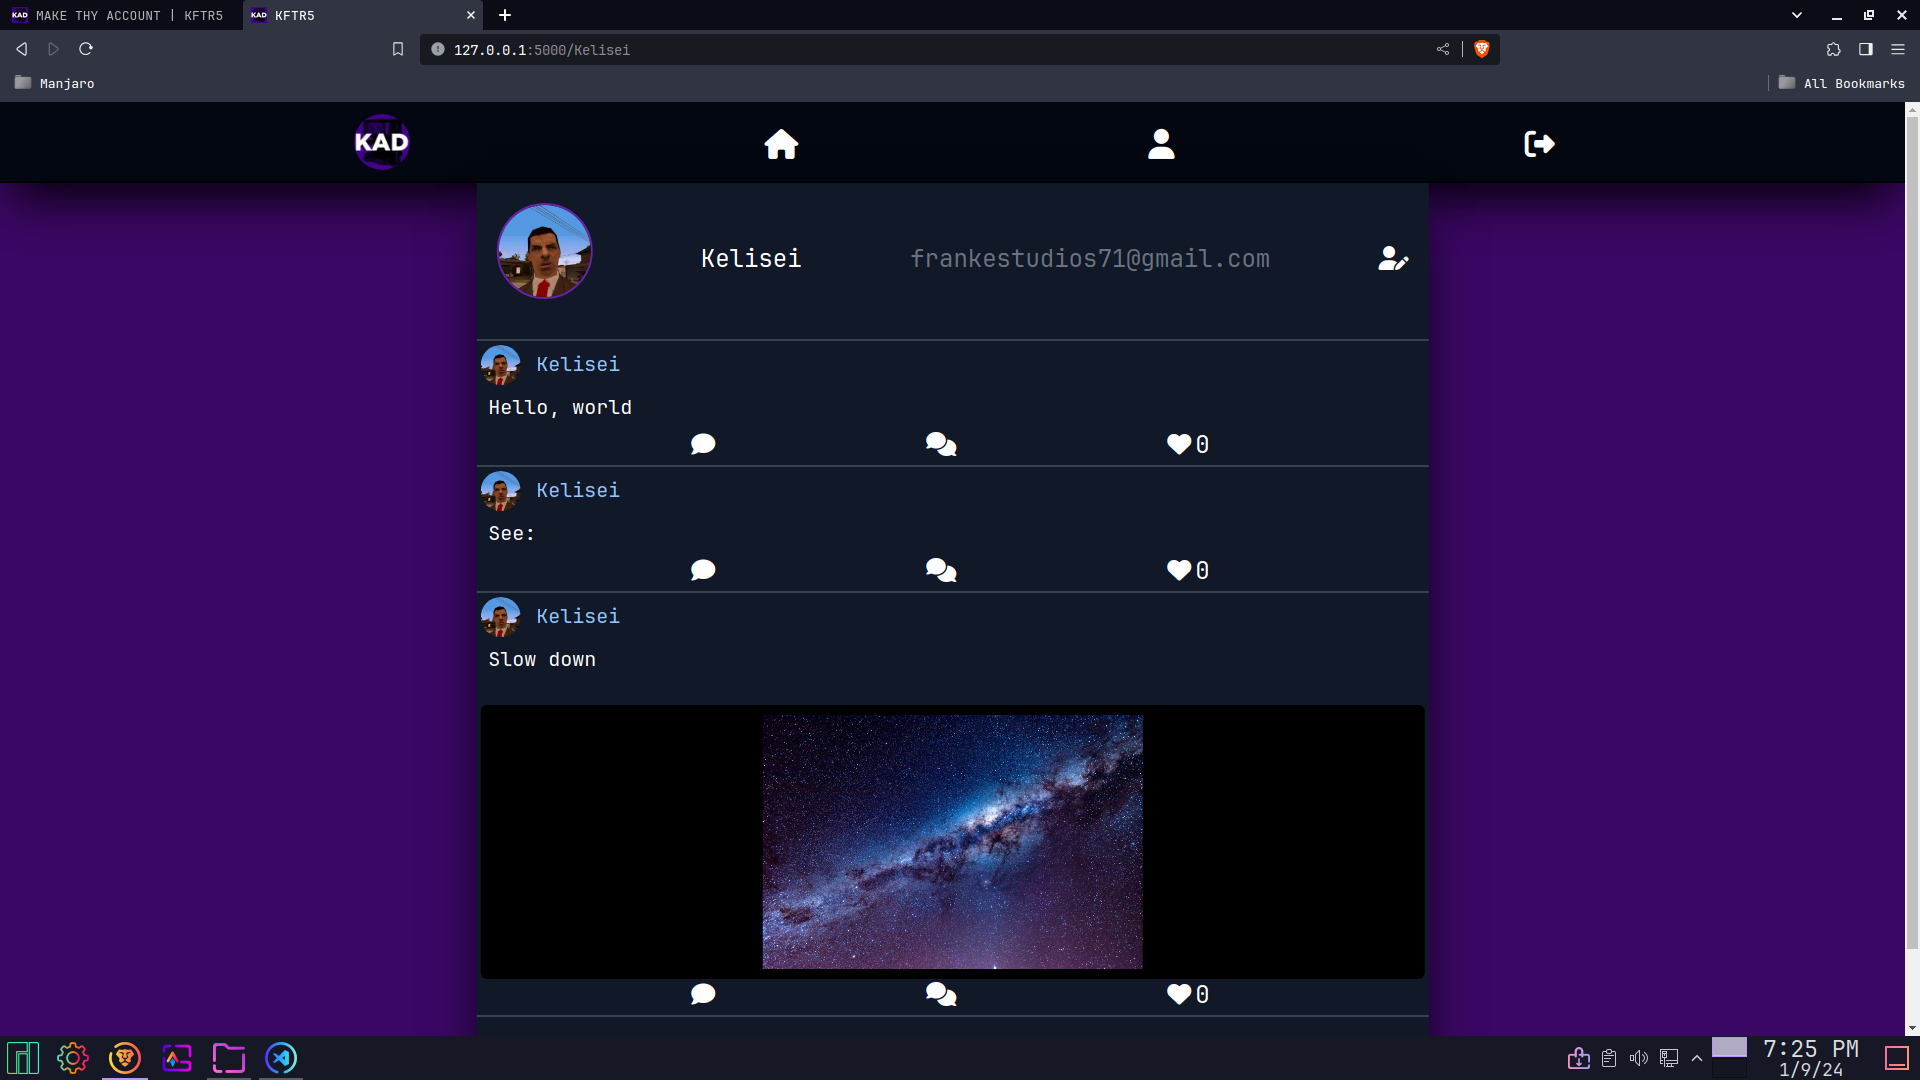 MAKE THY ACCOUNT | KFTR5
KFTR5
127.0.0.1:5000/Kelisei
Manjaro
All Bookmarks
KAD
Kelisei
frankestudios71@gmail.com
Kelisei
Hello, world
0
Kelisei
See:
0
Kelisei
Slow down
0
7:25 PM
1/9/24